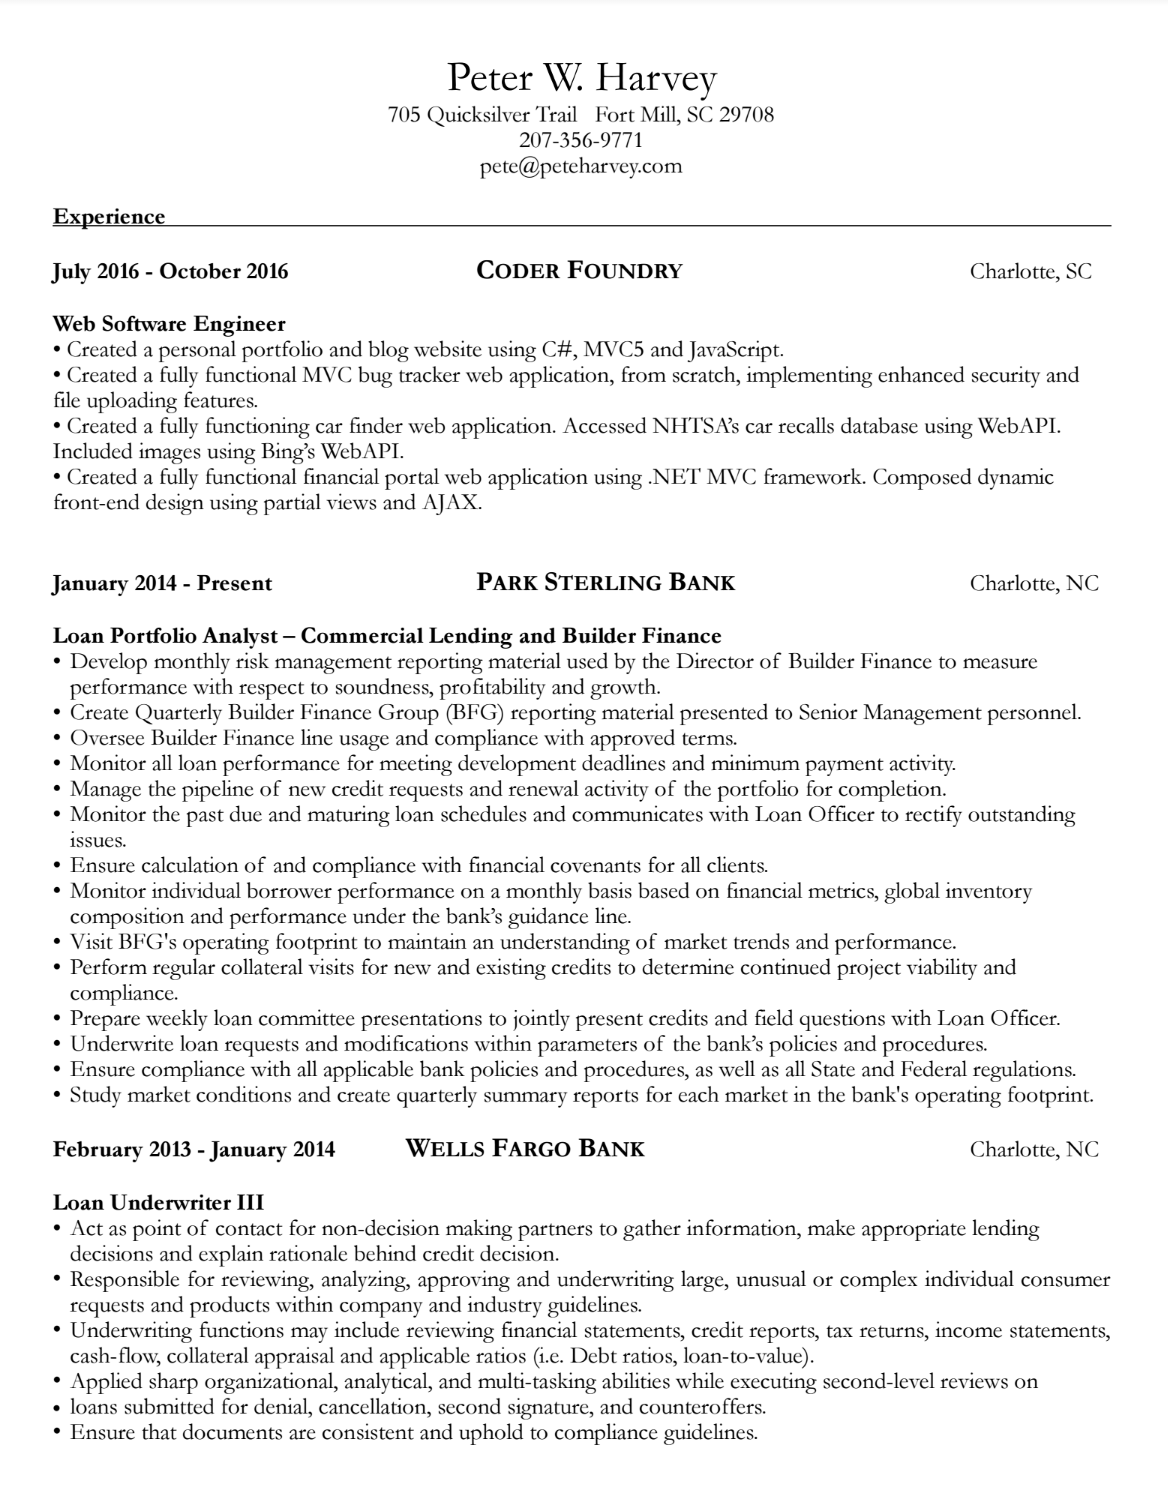 Peter W. Harvey
705 Quicksilver Trail Fort Mill, SC 29708
207-356-9771
pete@peteharvey.com
Experience
July 2016 - October 2016 CODER FOUNDRY Charlotte, SC
Web Software Engineer
• Created a personal portfolio and blog website using C#, MVC5 and JavaScript.
• Created a fully functional MVC bug tracker web application, from scratch, implementing enhanced security and
file uploading features.
• Created a fully functioning car finder web application. Accessed NHTSA’s car recalls database using WebAPI.
Included images using Bing’s WebAPI.
• Created a fully functional financial portal web application using .NET MVC framework. Composed dynamic
front-end design using partial views and AJAX.
January 2014 - Present PARK STERLING BANK Charlotte, NC
Loan Portfolio Analyst – Commercial Lending and Builder Finance
• Develop monthly risk management reporting material used by the Director of Builder Finance to measure
performance with respect to soundness, profitability and growth.
• Create Quarterly Builder Finance Group (BFG) reporting material presented to Senior Management personnel.
• Oversee Builder Finance line usage and compliance with approved terms.
• Monitor all loan performance for meeting development deadlines and minimum payment activity.
• Manage the pipeline of new credit requests and renewal activity of the portfolio for completion.
• Monitor the past due and maturing loan schedules and communicates with Loan Officer to rectify outstanding
issues.
• Ensure calculation of and compliance with financial covenants for all clients.
• Monitor individual borrower performance on a monthly basis based on financial metrics, global inventory
composition and performance under the bank’s guidance line.
• Visit BFG's operating footprint to maintain an understanding of market trends and performance.
• Perform regular collateral visits for new and existing credits to determine continued project viability and
compliance.
• Prepare weekly loan committee presentations to jointly present credits and field questions with Loan Officer.
• Underwrite loan requests and modifications within parameters of the bank’s policies and procedures.
• Ensure compliance with all applicable bank policies and procedures, as well as all State and Federal regulations.
• Study market conditions and create quarterly summary reports for each market in the bank's operating footprint.
February 2013 - January 2014 WELLS FARGO BANK Charlotte, NC
Loan Underwriter III
• Act as point of contact for non-decision making partners to gather information, make appropriate lending
decisions and explain rationale behind credit decision.
• Responsible for reviewing, analyzing, approving and underwriting large, unusual or complex individual consumer
requests and products within company and industry guidelines.
• Underwriting functions may include reviewing financial statements, credit reports, tax returns, income statements,
cash-flow, collateral appraisal and applicable ratios (i.e. Debt ratios, loan-to-value).
• Applied sharp organizational, analytical, and multi-tasking abilities while executing second-level reviews on
• loans submitted for denial, cancellation, second signature, and counteroffers.
• Ensure that documents are consistent and uphold to compliance guidelines.